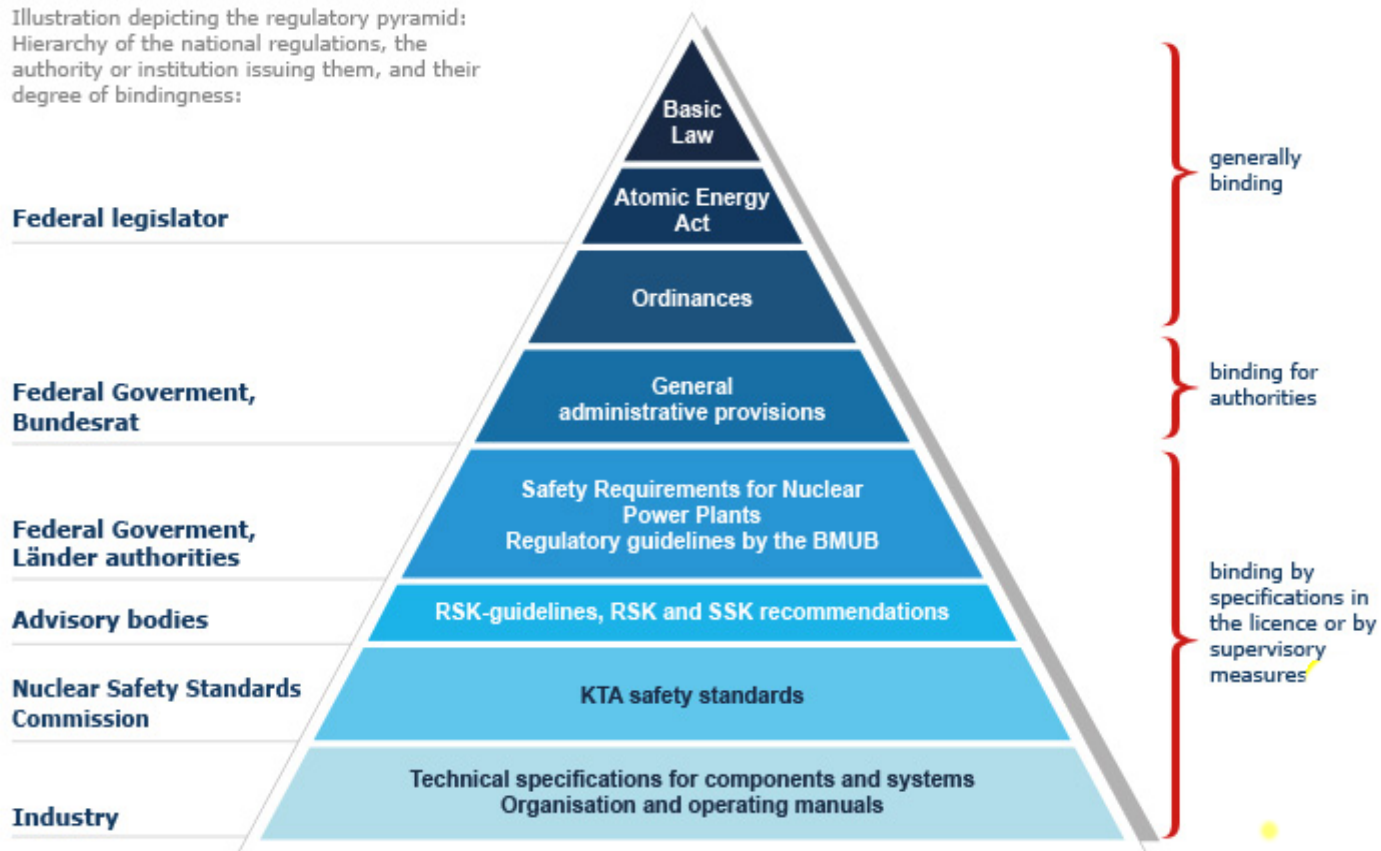 Illustration depicting the regulatory pyramid:
Hierarchy of the national regulations, the
authority or institution issuing them, and their
degree of bindingness:
Basic
Law
generally
binding
Federal legislator
Atomic Energy
Act
Ordinances
Federal Goverment,
Bundesrat
General
administrative provisions
binding for
authorities
Federal Goverment,
Länder authorities
Safety Requirements for Nuclear
Power Plants
Regulatory guidelines by the BMUB
Advisory bodies
RSK-guidelines, RSK and SSK recommendations
binding by
specifications in
the licence or by
supervisory
measures
Nuclear Safety Standards
Commission
KTA safety standards
Industry
Technical specifications for components and systems
Organisation and operating manuals